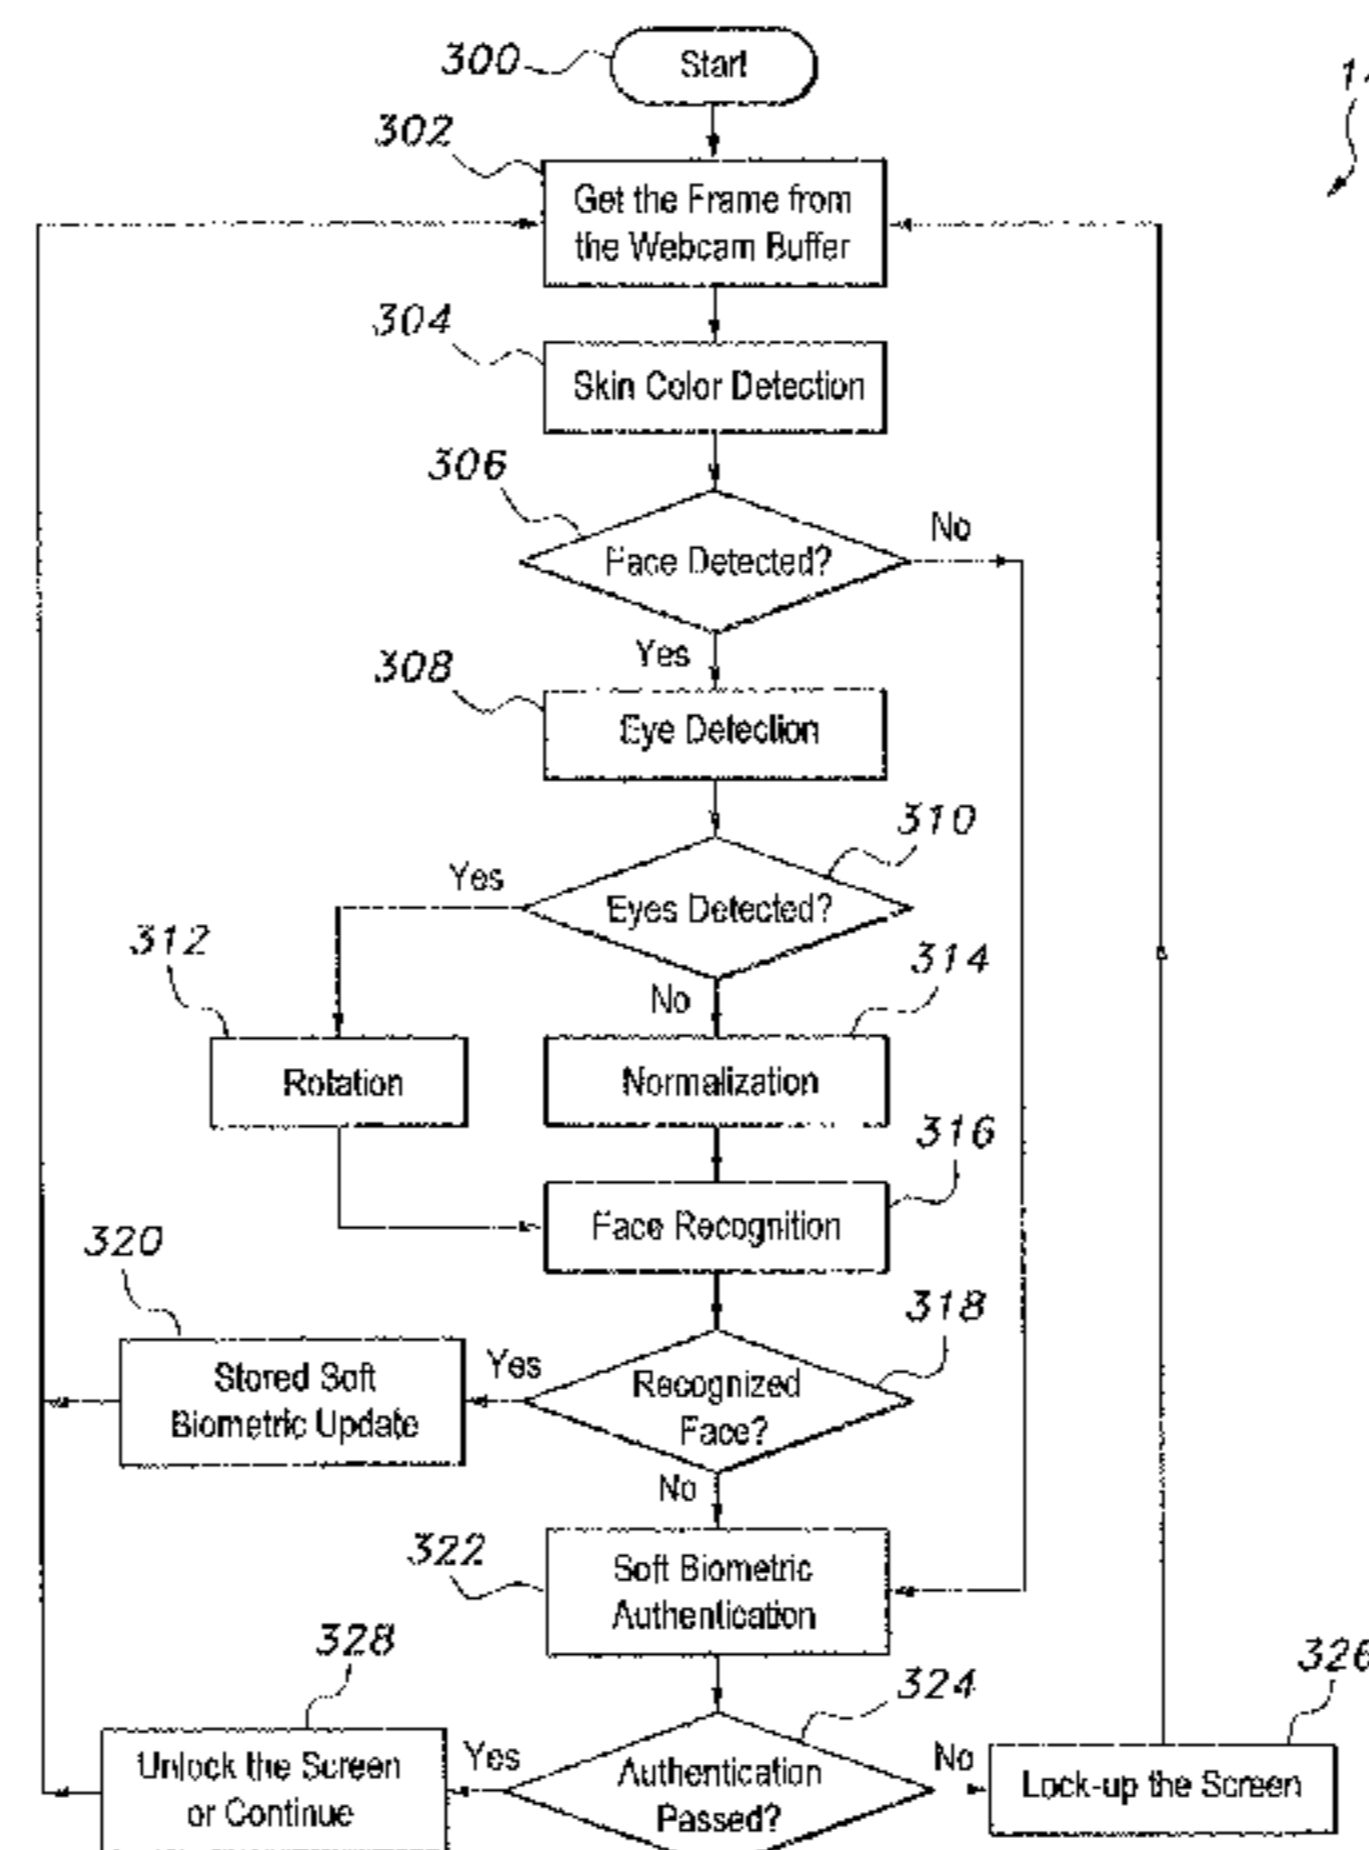 300
Start
14
302
Get the Frame from
the Webcam Buffer
304
Skin Color Detection
306
Face Detected?
No
Yes
308
Eye Detection
310
Yes
Eyes Detected?
312
No
314
Rotation
Normalization
316
Face Recognition
320
318
Stored Soft
Biometric Update
Yes
Recognized
Face?
No
322
Soft Biometric
Authentication
328
324
326
Unlock the Screen
or Continue
Yes
Authentication
Passed?
No
Lock-up the Screen